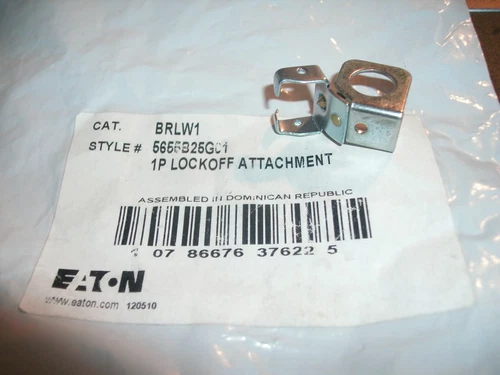 CAT. BRLW1
STYLE # 5655B25G01
1P LOCKOFF ATTACHMENT
ASSEMBLED IN DOMINICAN REPUBLIC
1 07 86676 37622 5
EATON
www.eaton.com 120510